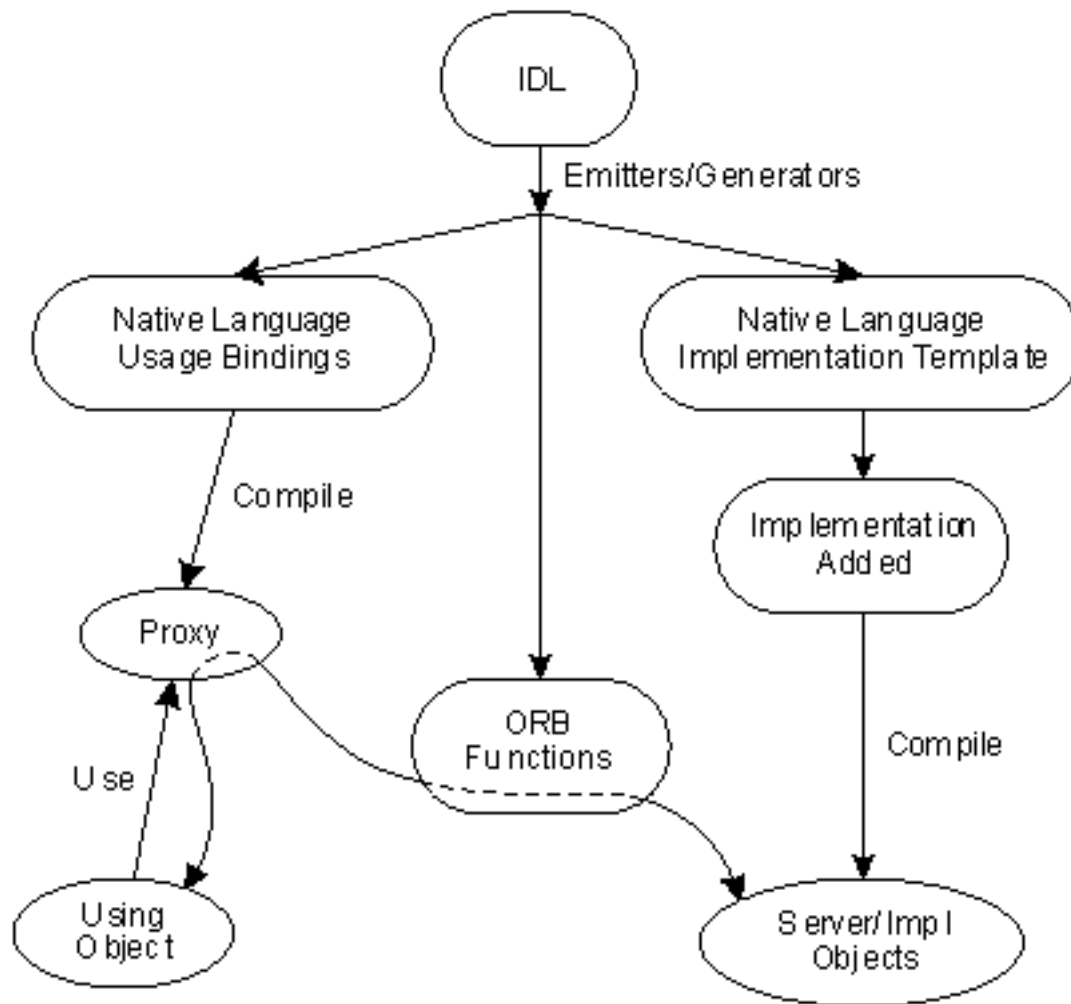 IDL
Emitters/Generators
Native Language
Usage Bindings
Native Language
Implementation Template
Compile
Implementation
Added
Proxy
ORB
Functions
Compile
Use
Using
Object
Server/Impl
Objects